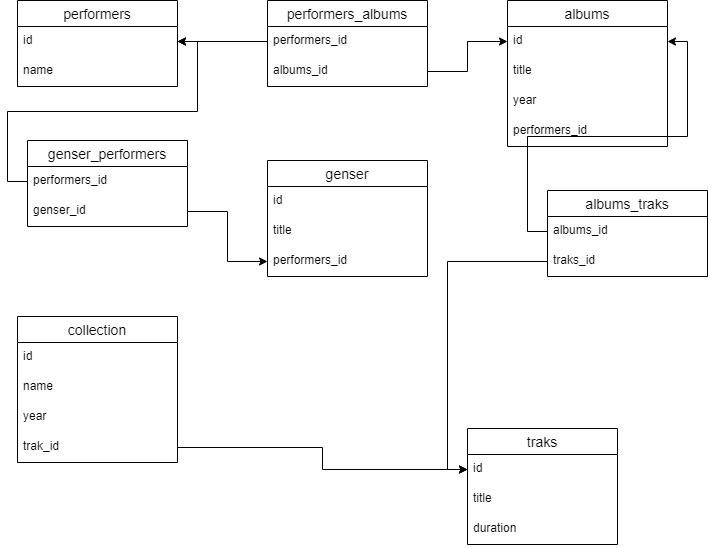 performers
id
name
performers_albums
performers_id
albums_id
albums
id
title
year
performers_id
genser_performers
performers_id
genser_id
genser
id
title
performers_id
albums_traks
albums_id
traks_id
collection
id
name
year
trak_id
traks
id
title
duration